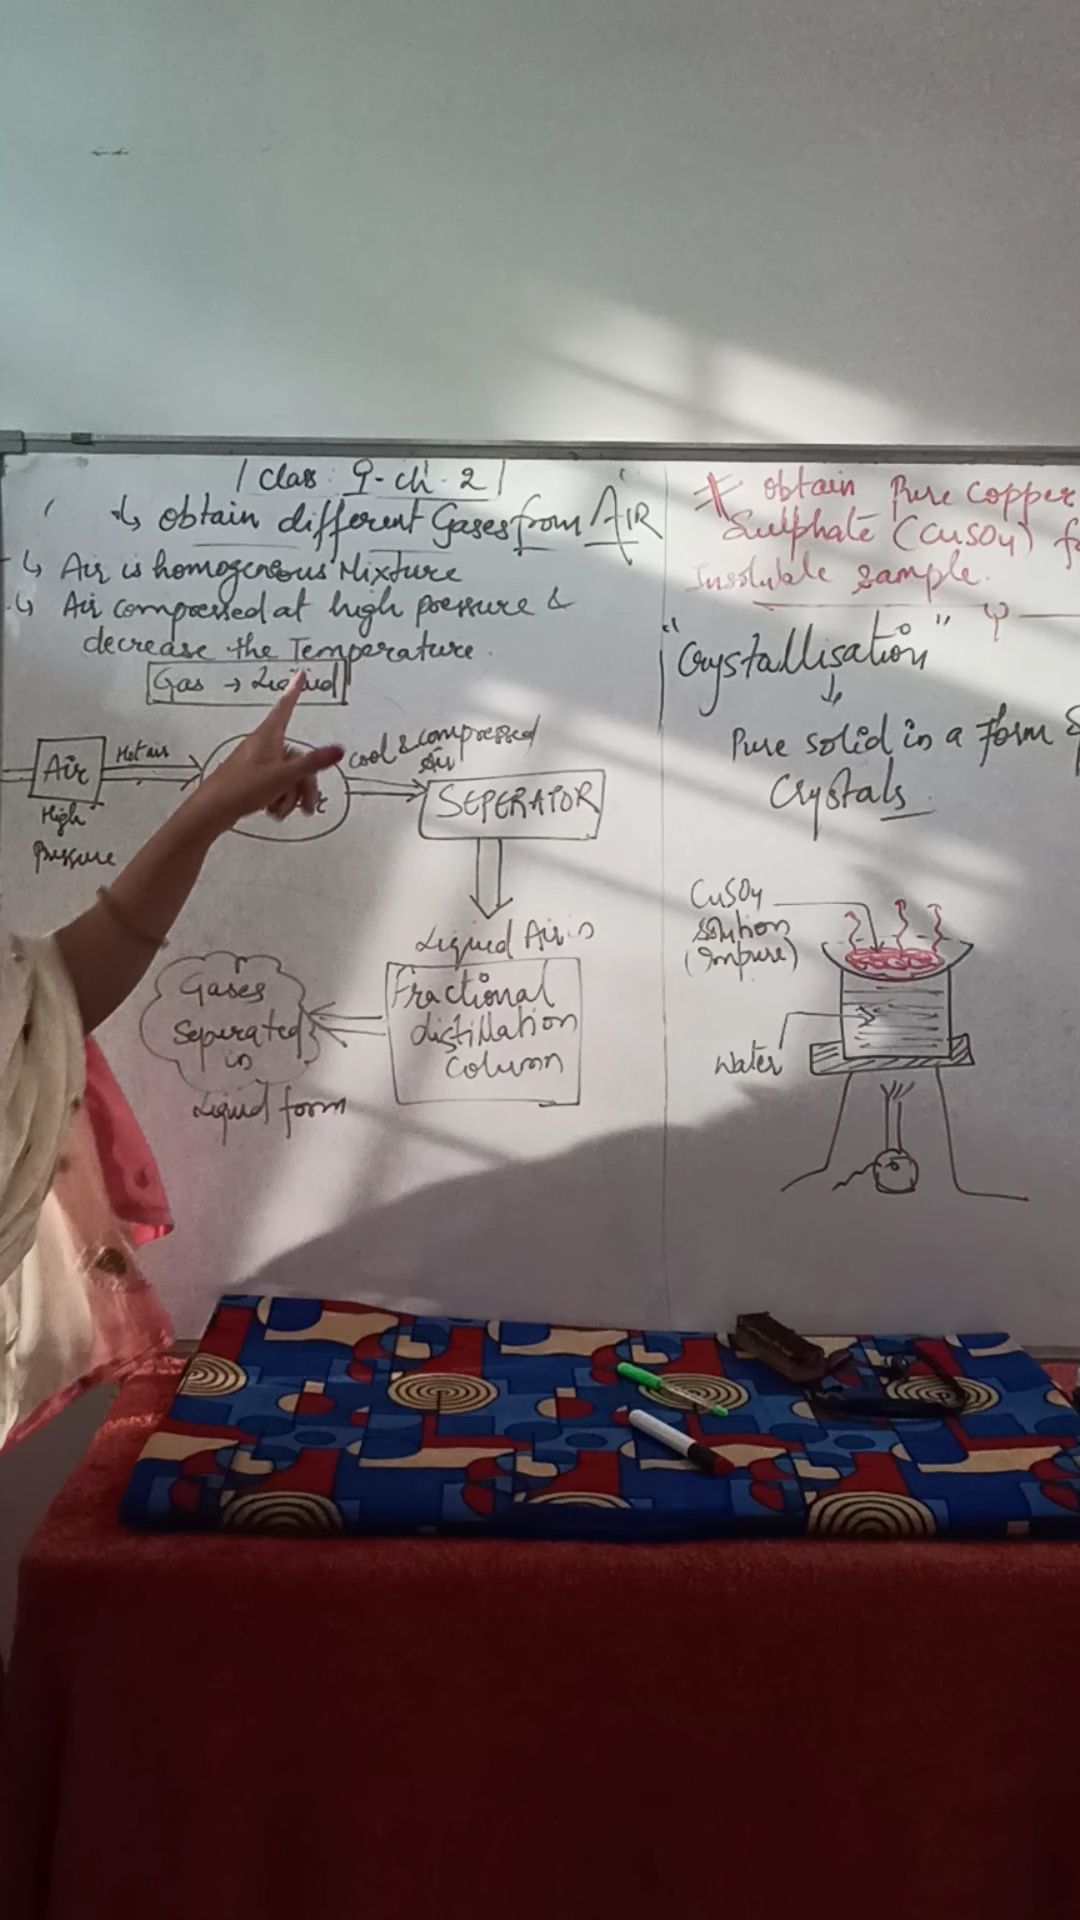 Class: 9-ch-2
↳ obtain different Gases from AIR
↳ Air is homogeneous Mixture
↳ Air compressed at high pressure &
decrease the Temperature.
Gas → Liquid
Air
Hot air
High
Pressure
cool & compressed
Air
SEPERATOR
Liquid Air
Fractional
distillation
column
Gases
Seperated
in
Liquid form
* obtain Pure Copper
Sulphate (CuSO4)
Insoluble sample.
"Crystallisation"
↓
Pure solid in a form
Crystals.
CuSO4
solution
(Impure)
Water